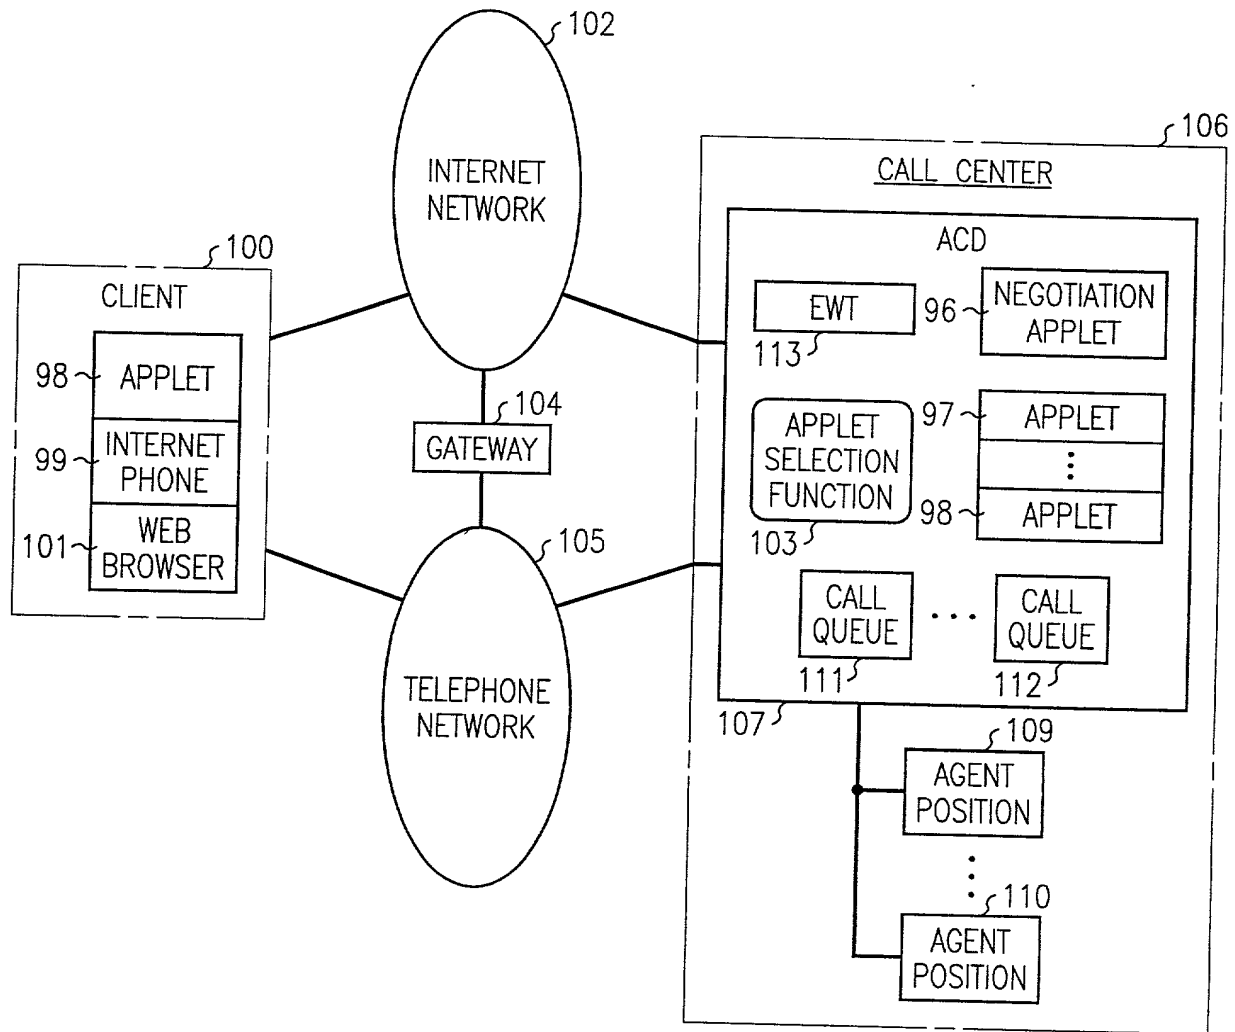 102
INTERNET
NETWORK
100
CLIENT
98
APPLET
99
INTERNET
PHONE
101
WEB
BROWSER
104
GATEWAY
105
TELEPHONE
NETWORK
106
CALL CENTER
ACD
EWT
113
96
NEGOTIATION
APPLET
APPLET
SELECTION
FUNCTION
103
97
APPLET
98
APPLET
CALL
QUEUE
111
CALL
QUEUE
112
107
109
AGENT
POSITION
110
AGENT
POSITION